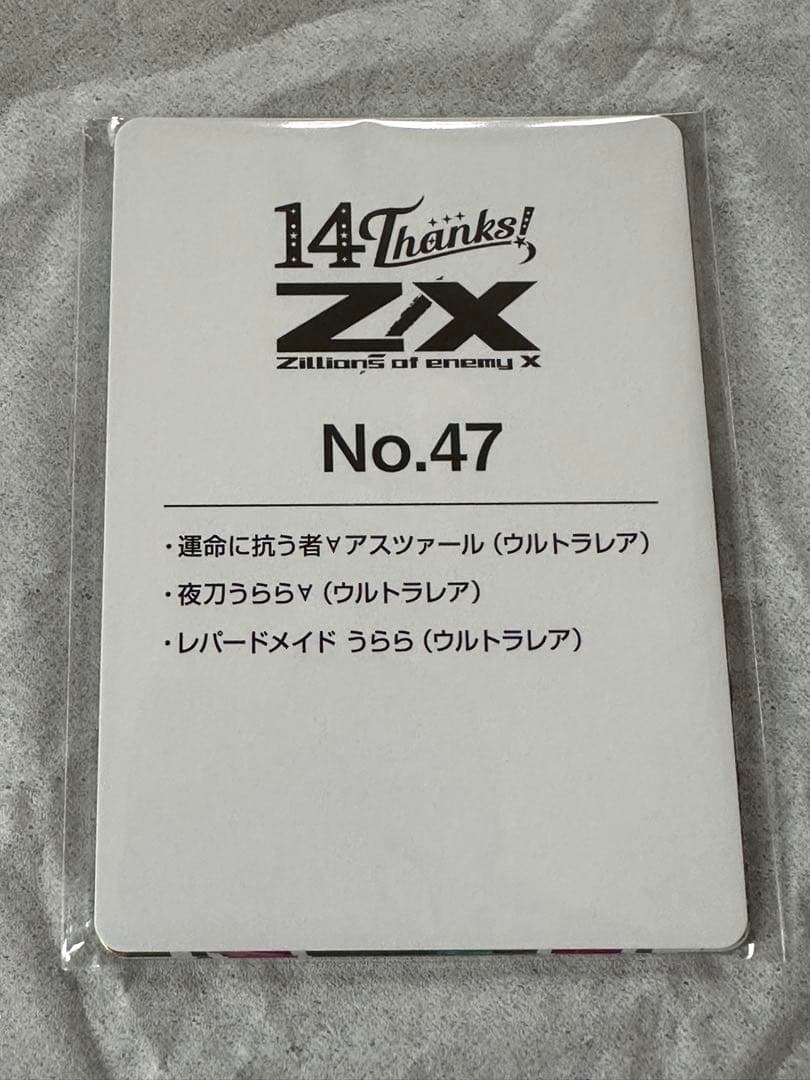 14 Thanks!
Z/X
Zillions of enemy X
No.47
・運命に抗う者∀アスツァール（ウルトラレア）
・夜刀うらら∀（ウルトラレア）
・レパードメイド うらら（ウルトラレア）